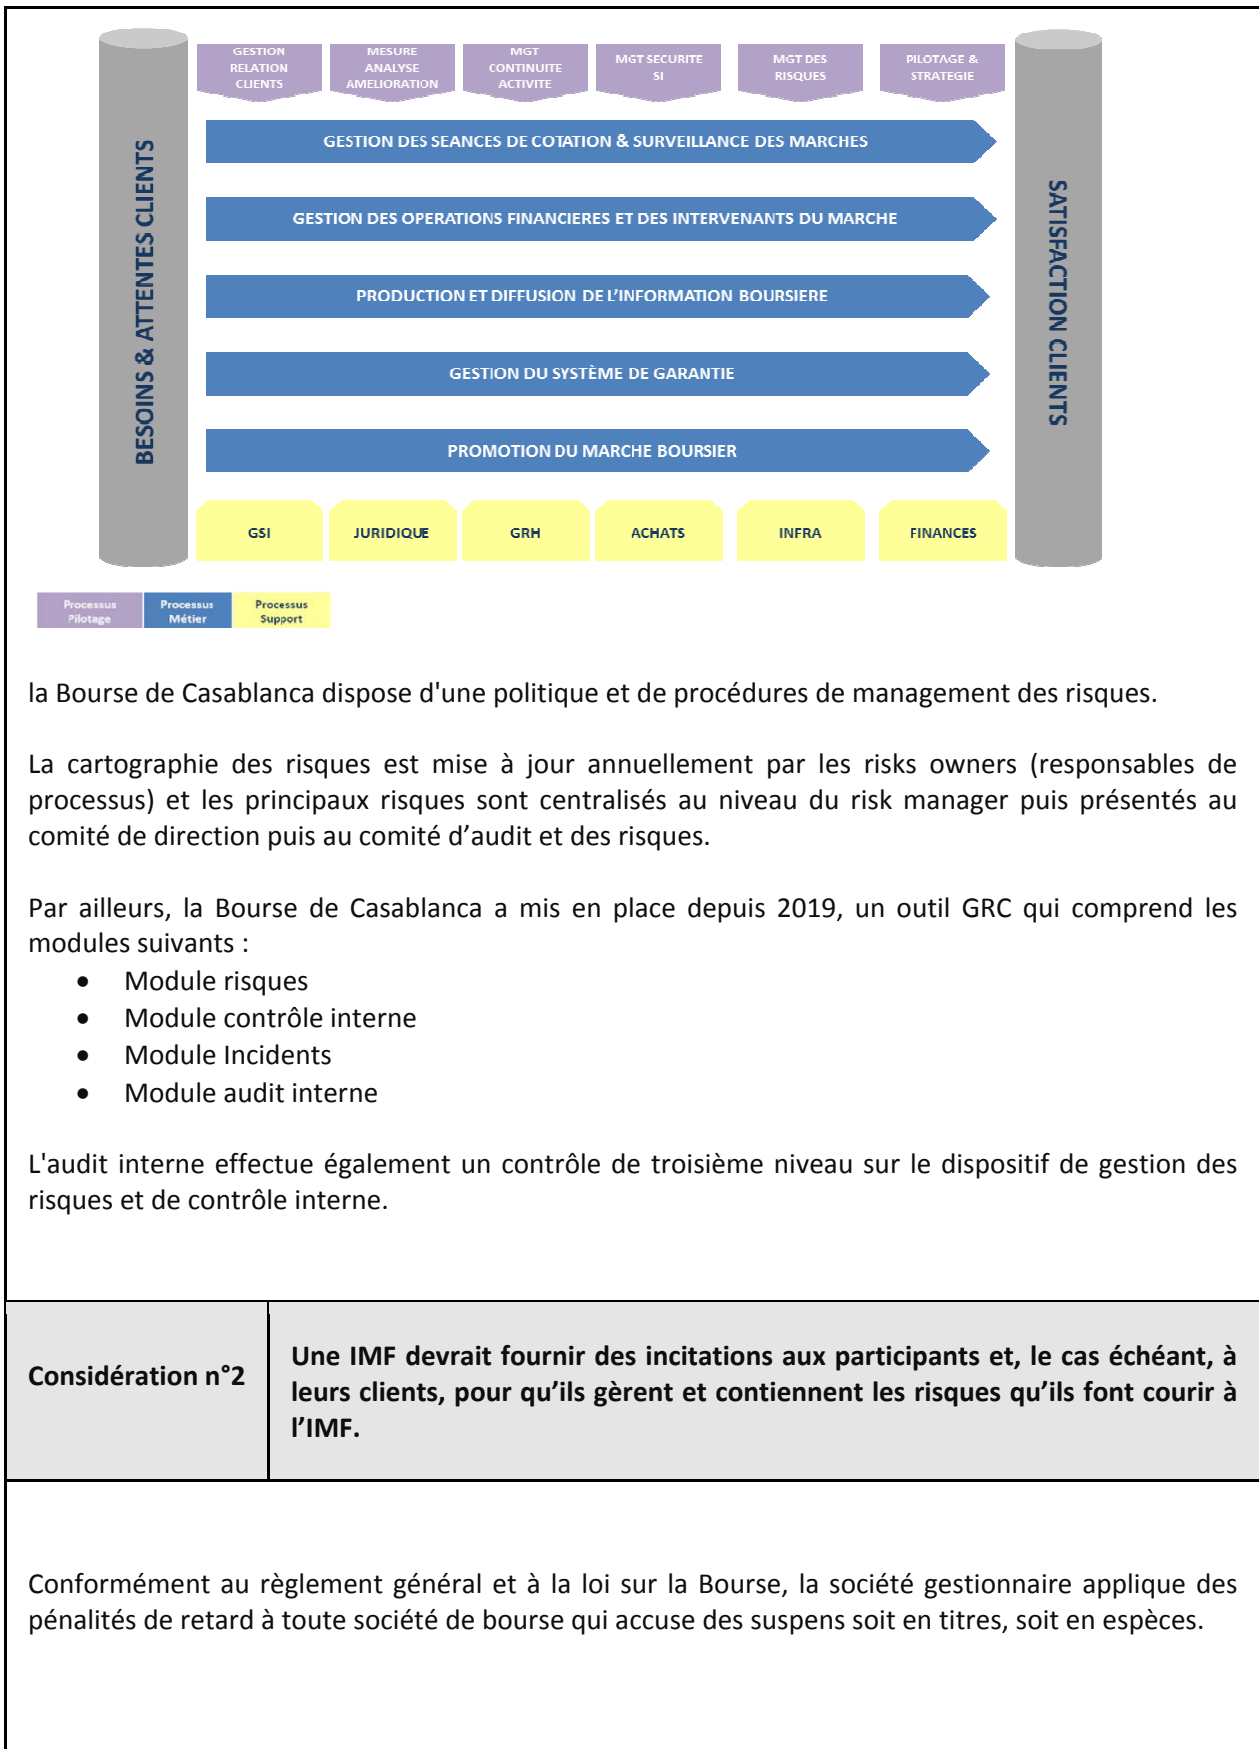 GESTION
RELATION
CLIENTS
MESURE
ANALYSE
AMELIORATION
MGT
CONTINUITE
ACTIVITE
MGT SECURITE
SI
MGT DES
RISQUES
PILOTAGE &
STRATEGIE
BESOINS & ATTENTES CLIENTS
GESTION DES SEANCES DE COTATION & SURVEILLANCE DES MARCHES
GESTION DES OPERATIONS FINANCIERES ET DES INTERVENANTS DU MARCHE
PRODUCTION ET DIFFUSION DE L’INFORMATION BOURSIERE
GESTION DU SYSTÈME DE GARANTIE
PROMOTION DU MARCHE BOURSIER
SATISFACTION CLIENTS
GSI
JURIDIQUE
GRH
ACHATS
INFRA
FINANCES
Processus
Pilotage
Processus
Métier
Processus
Support
la Bourse de Casablanca dispose d'une politique et de procédures de management des risques.
La cartographie des risques est mise à jour annuellement par les risks owners (responsables de
processus) et les principaux risques sont centralisés au niveau du risk manager puis présentés au
comité de direction puis au comité d’audit et des risques.
Par ailleurs, la Bourse de Casablanca a mis en place depuis 2019, un outil GRC qui comprend les
modules suivants :
• Module risques
• Module contrôle interne
• Module Incidents
• Module audit interne
L'audit interne effectue également un contrôle de troisième niveau sur le dispositif de gestion des
risques et de contrôle interne.
Considération n°2
Une IMF devrait fournir des incitations aux participants et, le cas échéant, à
leurs clients, pour qu’ils gèrent et contiennent les risques qu’ils font courir à
l’IMF.
Conformément au règlement général et à la loi sur la Bourse, la société gestionnaire applique des
pénalités de retard à toute société de bourse qui accuse des suspens soit en titres, soit en espèces.